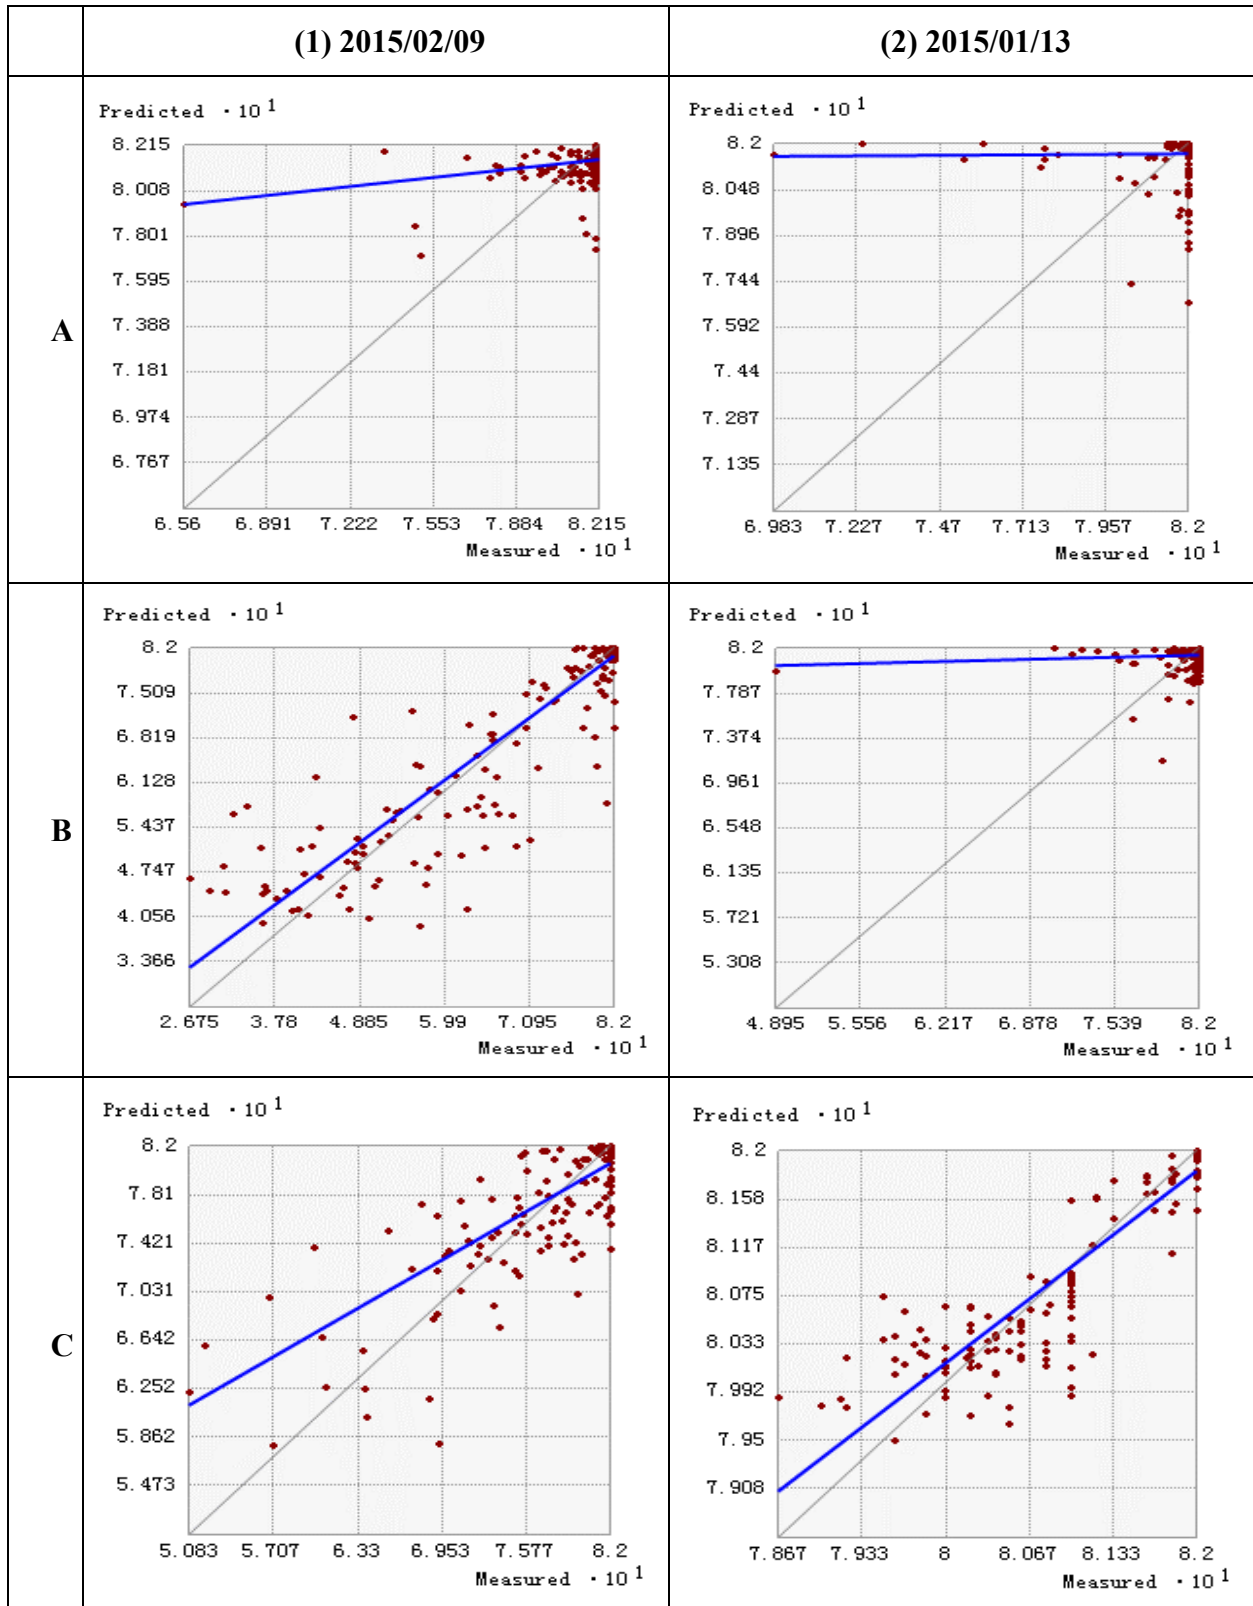 (1) 2015/02/09
(2) 2015/01/13
A
Predicted · 10 1
8.215
8.008
7.801
7.595
7.388
7.181
6.974
6.767
6.56 6.891 7.222 7.553 7.884 8.215
Measured · 10 1
Predicted · 10 1
8.2
8.048
7.896
7.744
7.592
7.44
7.287
7.135
6.983 7.227 7.47 7.713 7.957 8.2
Measured · 10 1
B
Predicted · 10 1
8.2
7.509
6.819
6.128
5.437
4.747
4.056
3.366
2.675 3.78 4.885 5.99 7.095 8.2
Measured · 10 1
Predicted · 10 1
8.2
7.787
7.374
6.961
6.548
6.135
5.721
5.308
4.895 5.556 6.217 6.878 7.539 8.2
Measured · 10 1
C
Predicted · 10 1
8.2
7.81
7.421
7.031
6.642
6.252
5.862
5.473
5.083 5.707 6.33 6.953 7.577 8.2
Measured · 10 1
Predicted · 10 1
8.2
8.158
8.117
8.075
8.033
7.992
7.95
7.908
7.867 7.933 8 8.067 8.133 8.2
Measured · 10 1